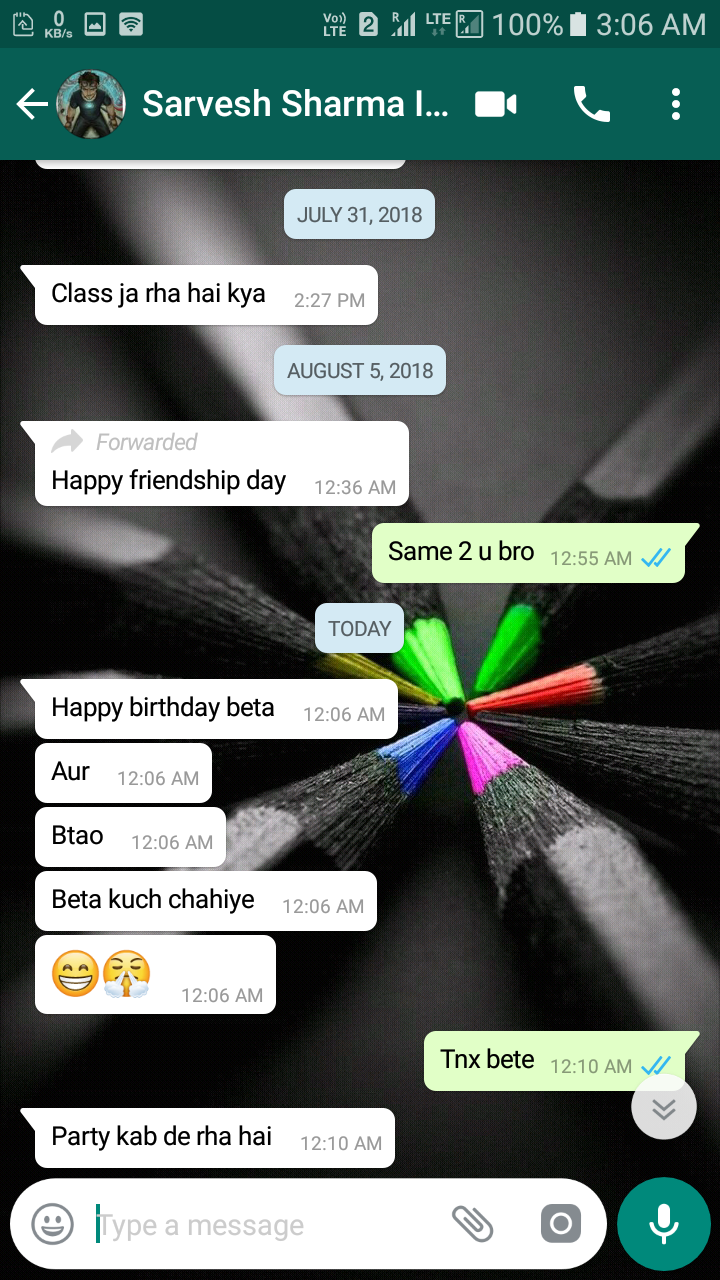 0 KB/s Vo)) LTE 2 R LTE R 100% 3:06 AM
Sarvesh Sharma I...
JULY 31, 2018
Class ja rha hai kya 2:27 PM
AUGUST 5, 2018
Forwarded
Happy friendship day 12:36 AM
Same 2 u bro 12:55 AM
TODAY
Happy birthday beta 12:06 AM
Aur 12:06 AM
Btao 12:06 AM
Beta kuch chahiye 12:06 AM
😁😤 12:06 AM
Tnx bete 12:10 AM
Party kab de rha hai 12:10 AM
Type a message